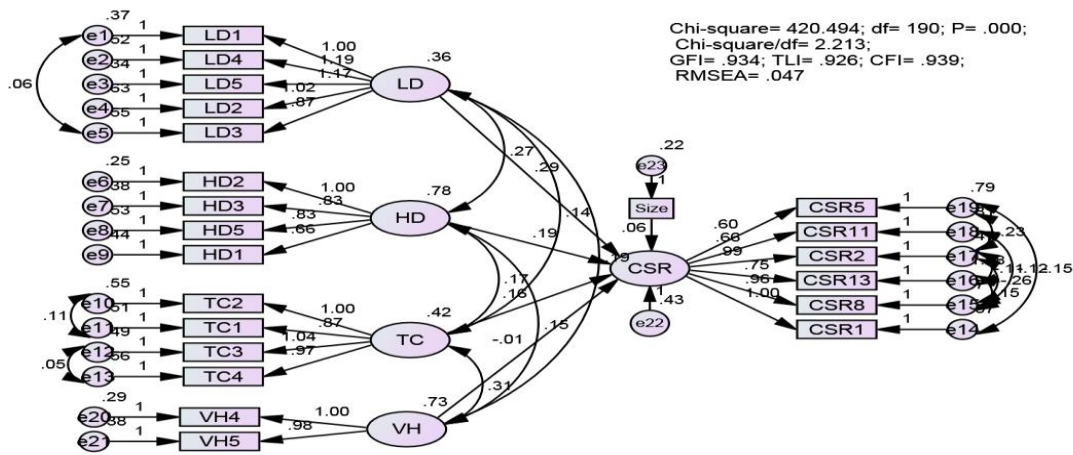 Chi-square= 420.494; df= 190; P= .000;
Chi-square/df= 2.213;
GFI= .934; TLI= .926; CFI= .939;
RMSEA= .047
.37
e1 1 LD1 1.00
.52
e2 1 LD4 1.19
.34
e3 1 LD5 1.17
.53
e4 1 LD2 1.02
.55
e5 1 LD3 .87
.06
.36
LD
.25
e6 1 HD2 1.00
.38
e7 1 HD3 .83
.53
e8 1 HD5 .83
.44
e9 1 HD1 .66
.78
HD
.55
e10 1 TC2 1.00
.51
e11 1 TC1 .87
.49
e12 1 TC3 1.04
.56
e13 1 TC4 .97
.11
.05
.42
TC
.29
e20 1 VH4 1.00
.38
e21 1 VH5 .98
.73
VH
.27
.29
.14
.19
.17
.16
.15
-.01
.31
.22
e23
1
Size
.06
CSR
1
.43
e22
.60 CSR5 1 e19 .79
.66 CSR11 1 e18
.99 CSR2 1 e17
.75 CSR13 1 e16
.96 CSR8 1 e15
1.00 CSR1 1 e14
.23
-.11
-.12
.15
-.26
.15